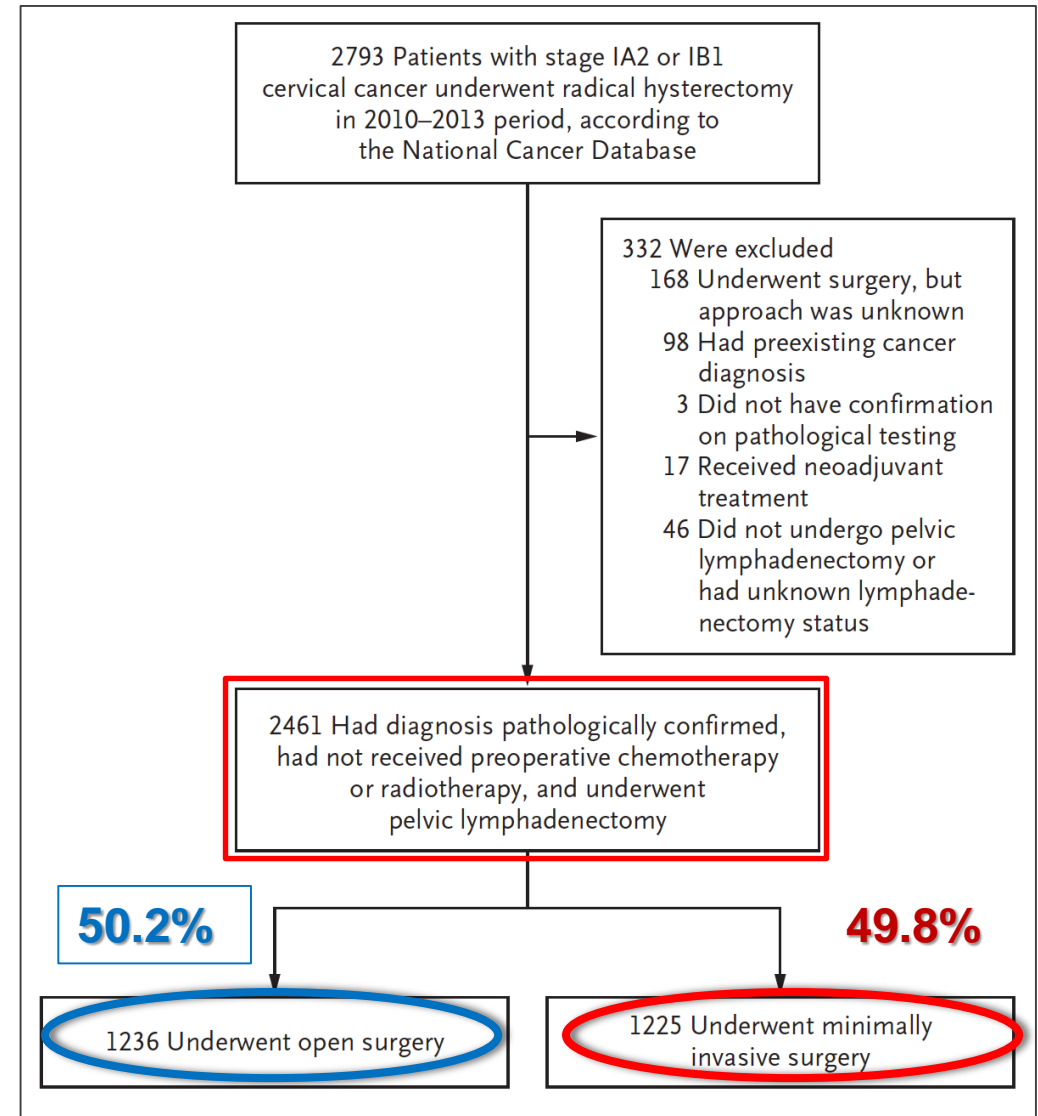 2793 Patients with stage IA2 or IB1
cervical cancer underwent radical hysterectomy
in 2010–2013 period, according to
the National Cancer Database
332 Were excluded
168 Underwent surgery, but
approach was unknown
98 Had preexisting cancer
diagnosis
3 Did not have confirmation
on pathological testing
17 Received neoadjuvant
treatment
46 Did not undergo pelvic
lymphadenectomy or
had unknown lymphade-
nectomy status
2461 Had diagnosis pathologically confirmed,
had not received preoperative chemotherapy
or radiotherapy, and underwent
pelvic lymphadenectomy
50.2%
49.8%
1236 Underwent open surgery
1225 Underwent minimally
invasive surgery